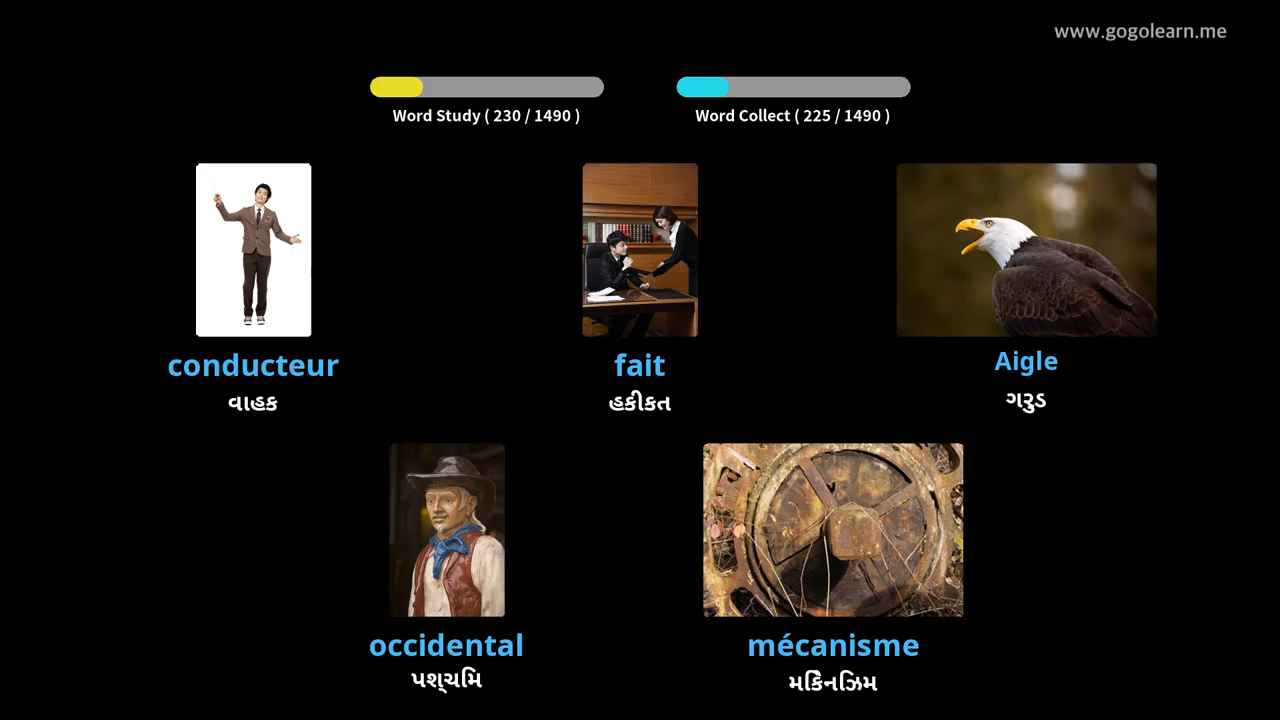 www.gogolearn.me
Word Study ( 230 / 1490 )
Word Collect ( 225 / 1490 )
conducteur
વાહક
fait
હકીકત
Aigle
ગરુડ
occidental
પશ્ચમિ
mécanisme
મકિેનઝિમ